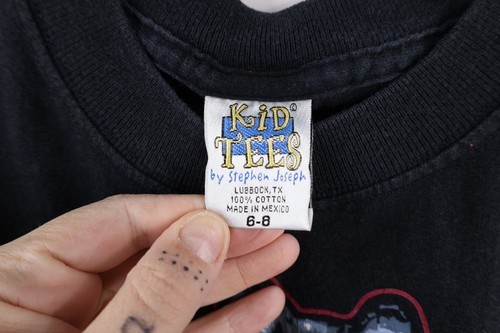 KiD®
TEES
by Stephen Joseph
LUBBOCK, TX
100% COTTON
MADE IN MEXICO
6-8